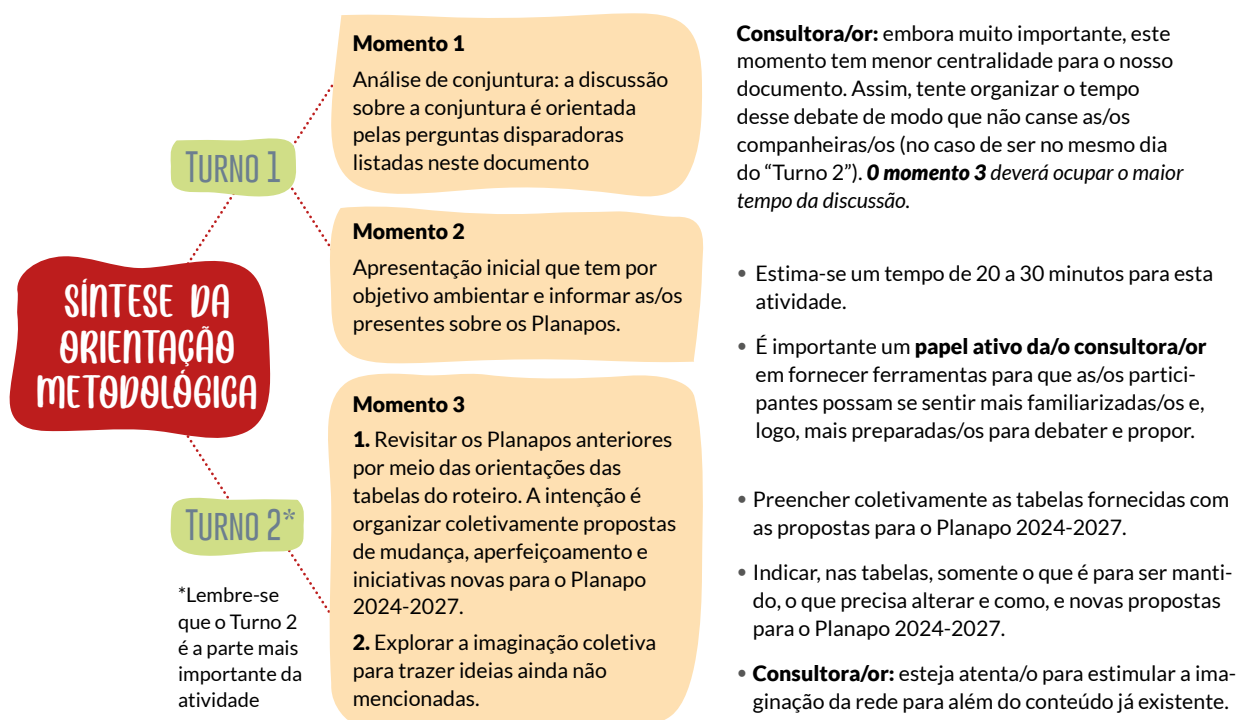 SÍNTESE DA
ORIENTAÇÃO
METODOLÓGICA
TURNO 1
Momento 1
Análise de conjuntura: a discussão
sobre a conjuntura é orientada
pelas perguntas disparadoras
listadas neste documento
Consultora/or: embora muito importante, este
momento tem menor centralidade para o nosso
documento. Assim, tente organizar o tempo
desse debate de modo que não canse as/os
companheiras/os (no caso de ser no mesmo dia
do “Turno 2”). O momento 3 deverá ocupar o maior
tempo da discussão.
Momento 2
Apresentação inicial que tem por
objetivo ambientar e informar as/os
presentes sobre os Planapos.
• Estima-se um tempo de 20 a 30 minutos para esta
atividade.
• É importante um papel ativo da/o consultora/or
em fornecer ferramentas para que as/os partici-
pantes possam se sentir mais familiarizadas/os e,
logo, mais preparadas/os para debater e propor.
TURNO 2*
*Lembre-se
que o Turno 2
é a parte mais
importante da
atividade
Momento 3
1. Revisitar os Planapos anteriores
por meio das orientações das
tabelas do roteiro. A intenção é
organizar coletivamente propostas
de mudança, aperfeiçoamento e
iniciativas novas para o Planapo
2024-2027.
2. Explorar a imaginação coletiva
para trazer ideias ainda não
mencionadas.
• Preencher coletivamente as tabelas fornecidas com
as propostas para o Planapo 2024-2027.
• Indicar, nas tabelas, somente o que é para ser manti-
do, o que precisa alterar e como, e novas propostas
para o Planapo 2024-2027.
• Consultora/or: esteja atenta/o para estimular a ima-
ginação da rede para além do conteúdo já existente.